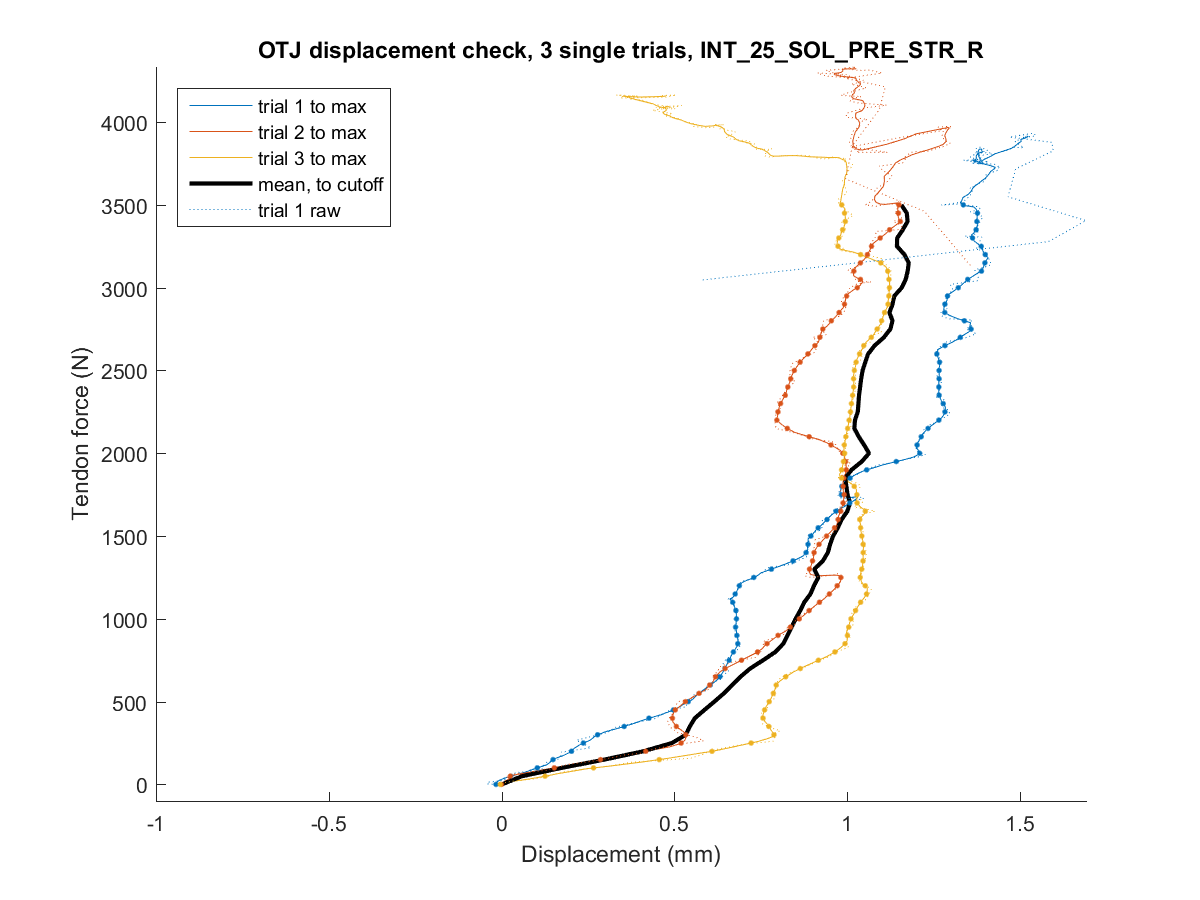 OTJ displacement check, 3 single trials, INT_25_SOL_PRE_STR_R
trial 1 to max
trial 2 to max
trial 3 to max
mean, to cutoff
trial 1 raw
4000
3500
3000
2500
2000
1500
1000
500
0
Tendon force (N)
-1
-0.5
0
0.5
1
1.5
Displacement (mm)